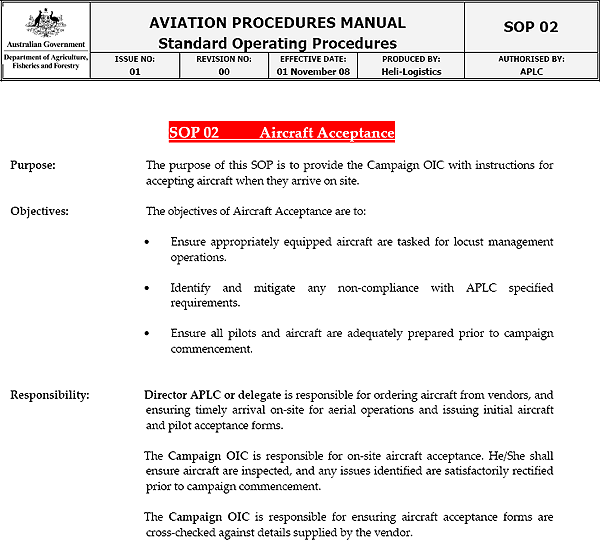 AVIATION PROCEDURES MANUAL
Standard Operating Procedures
SOP 02
Australian Government
Department of Agriculture,
Fisheries and Forestry
ISSUE NO:
01
REVISION NO:
00
EFFECTIVE DATE:
01 November 08
PRODUCED BY:
Heli-Logistics
AUTHORISED BY:
APLC
SOP 02 Aircraft Acceptance
Purpose: The purpose of this SOP is to provide the Campaign OIC with instructions for
accepting aircraft when they arrive on site.
Objectives: The objectives of Aircraft Acceptance are to:
• Ensure appropriately equipped aircraft are tasked for locust management
operations.
• Identify and mitigate any non-compliance with APLC specified
requirements.
• Ensure all pilots and aircraft are adequately prepared prior to campaign
commencement.
Responsibility: Director APLC or delegate is responsible for ordering aircraft from vendors, and
ensuring timely arrival on-site for aerial operations and issuing initial aircraft
and pilot acceptance forms.
The Campaign OIC is responsible for on-site aircraft acceptance. He/She shall
ensure aircraft are inspected, and any issues identified are satisfactorily rectified
prior to campaign commencement.
The Campaign OIC is responsible for ensuring aircraft acceptance forms are
cross-checked against details supplied by the vendor.